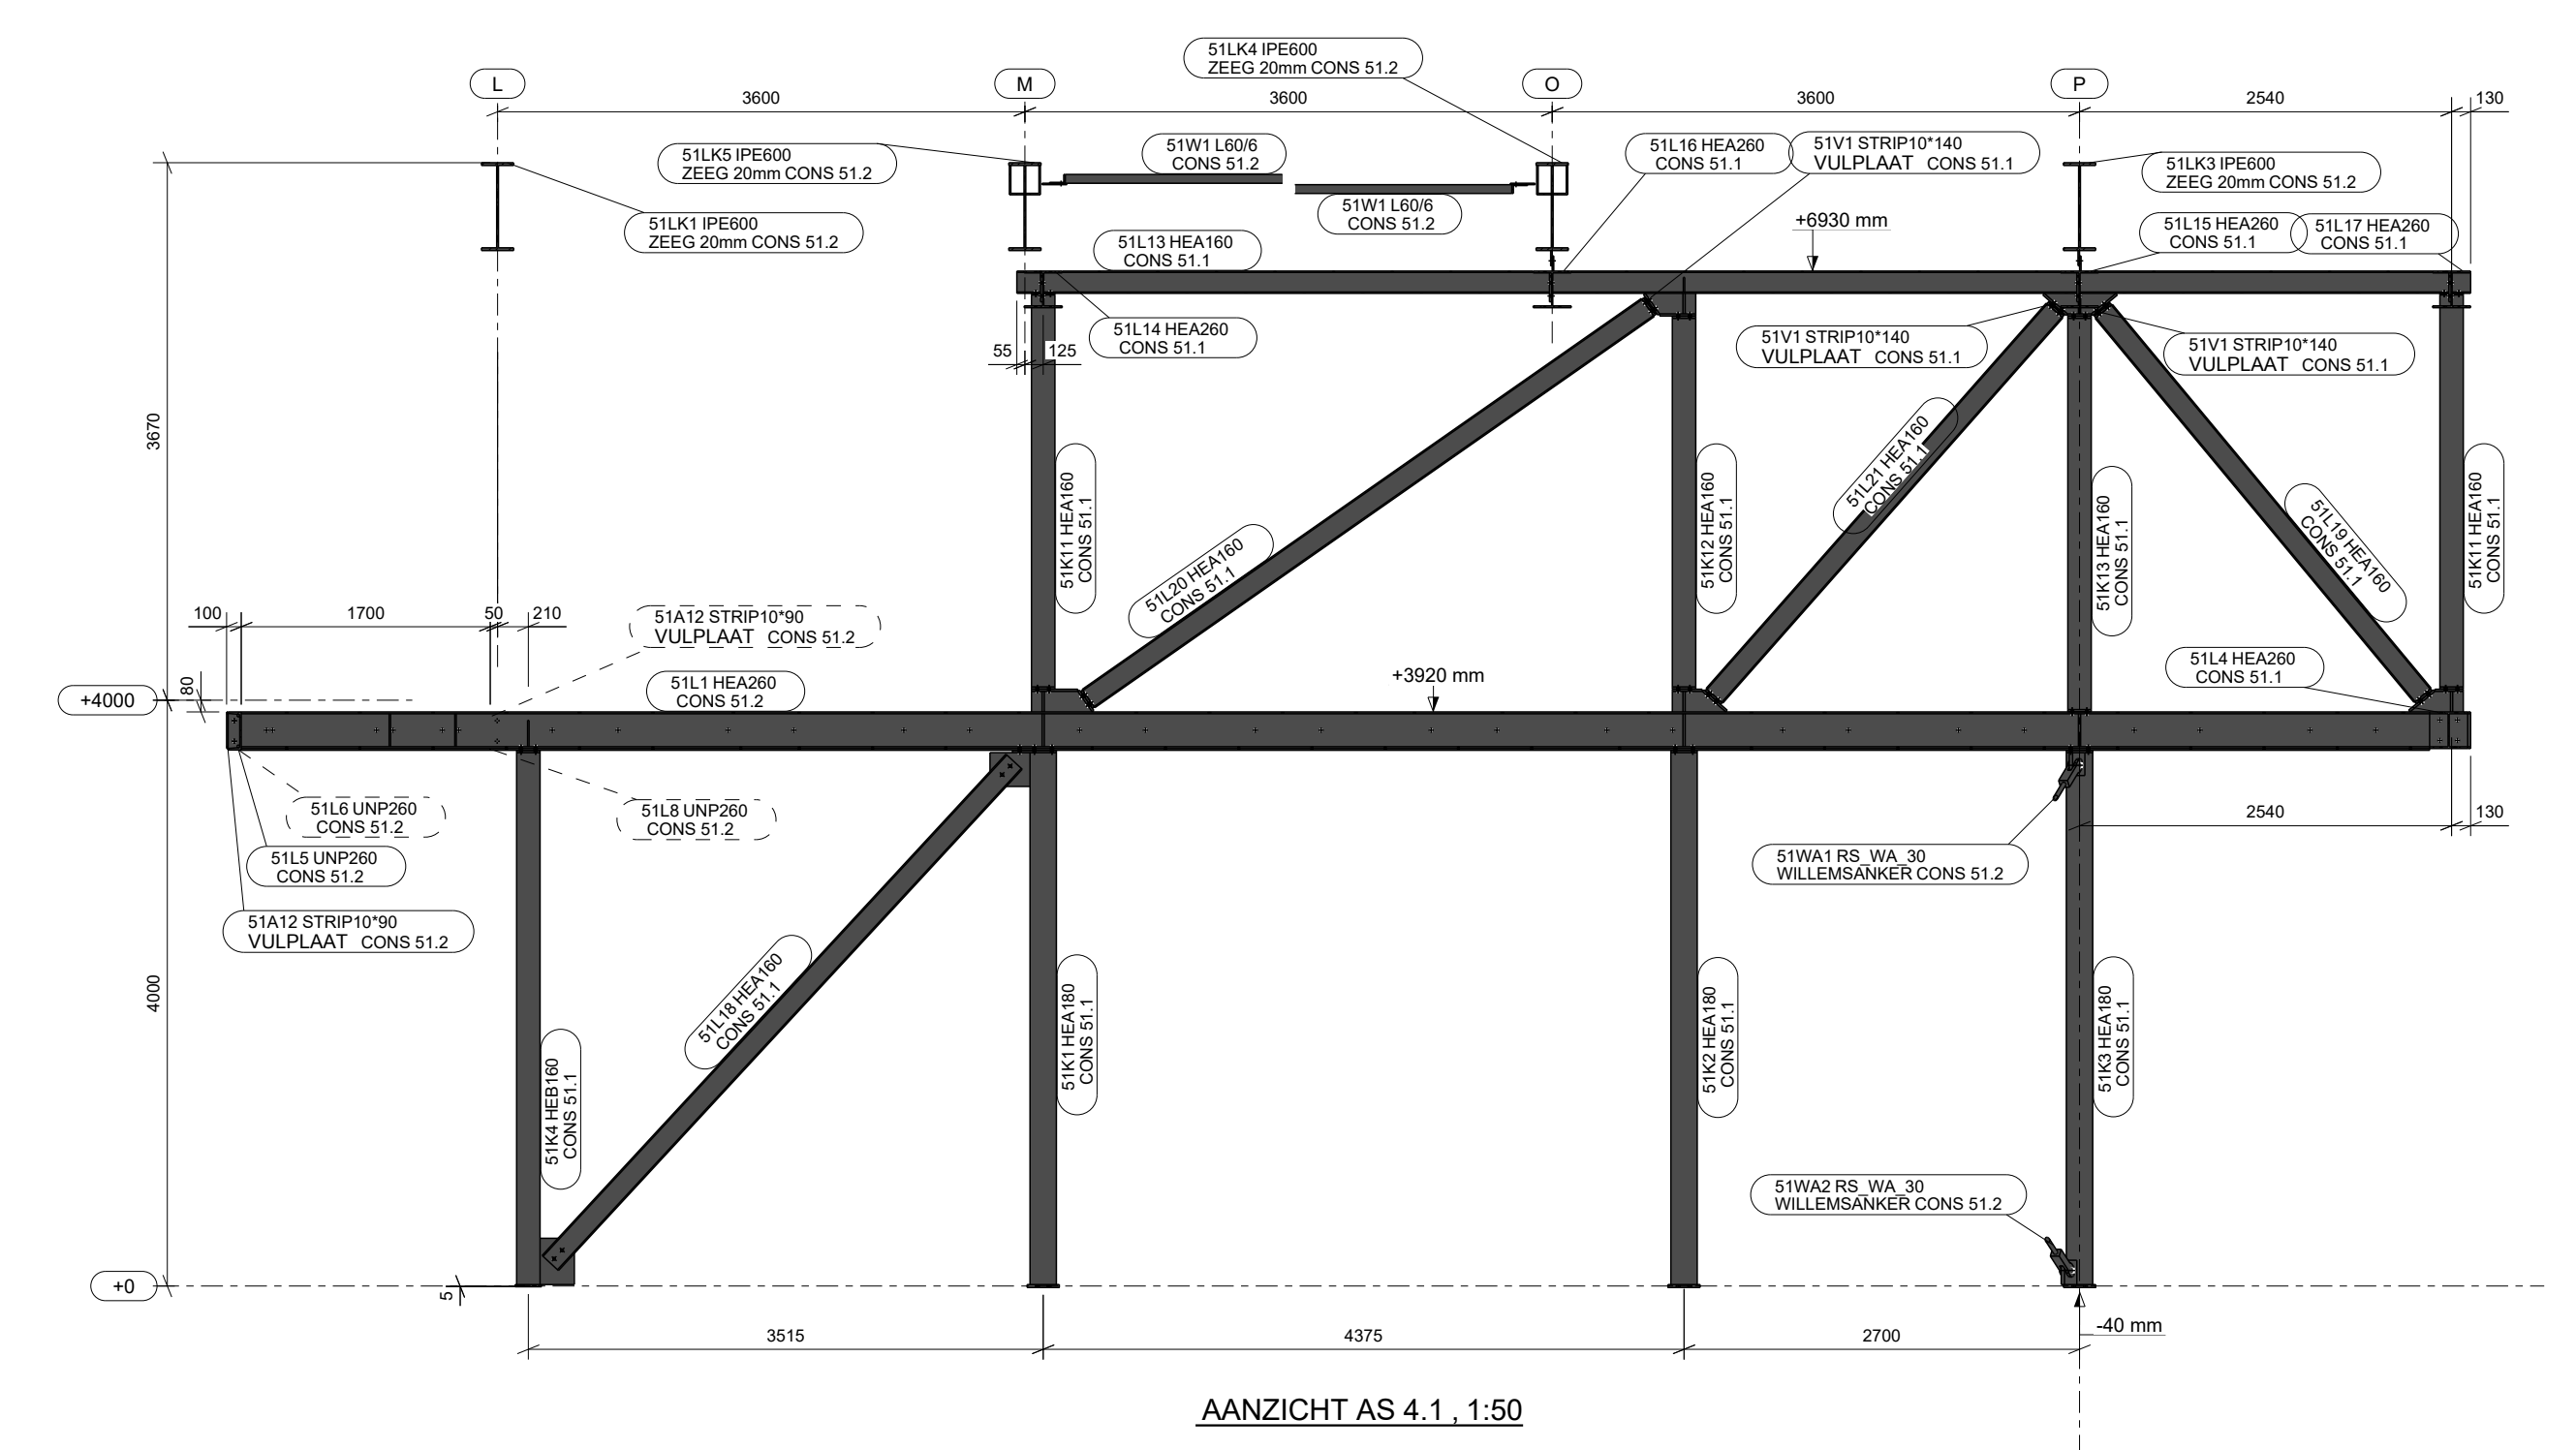 51LK4 IPE600
ZEEG 20mm CONS 51.2
L
M
O
P
3600
3600
3600
2540
130
51LK5 IPE600
ZEEG 20mm CONS 51.2
51W1 L60/6
CONS 51.2
51L16 HEA260
CONS 51.1
51V1 STRIP10*140
VULPLAAT CONS 51.1
51LK3 IPE600
ZEEG 20mm CONS 51.2
51LK1 IPE600
ZEEG 20mm CONS 51.2
51W1 L60/6
CONS 51.2
51L13 HEA160
CONS 51.1
+6930 mm
51L15 HEA260
CONS 51.1
51L17 HEA260
CONS 51.1
51L14 HEA260
CONS 51.1
55
125
51V1 STRIP10*140
VULPLAAT CONS 51.1
51V1 STRIP10*140
VULPLAAT CONS 51.1
3670
51K11 HEA160
CONS 51.1
51L20 HEA160
CONS 51.1
51K12 HEA160
CONS 51.1
51L21 HEA160
CONS 51.1
51K13 HEA160
CONS 51.1
51L19 HEA160
CONS 51.1
51K11 HEA160
CONS 51.1
100
1700
50
210
51A12 STRIP10*90
VULPLAAT CONS 51.2
80
+4000
51L1 HEA260
CONS 51.2
+3920 mm
51L4 HEA260
CONS 51.1
51L6 UNP260
CONS 51.2
51L8 UNP260
CONS 51.2
2540
130
51L5 UNP260
CONS 51.2
51WA1 RS_WA_30
WILLEMSANKER CONS 51.2
51A12 STRIP10*90
VULPLAAT CONS 51.2
4000
51K4 HEB160
CONS 51.1
51L18 HEA160
CONS 51.1
51K1 HEA180
CONS 51.1
51K2 HEA180
CONS 51.1
51K3 HEA180
CONS 51.1
51WA2 RS_WA_30
WILLEMSANKER CONS 51.2
+0
5
3515
4375
2700
-40 mm
AANZICHT AS 4.1 , 1:50